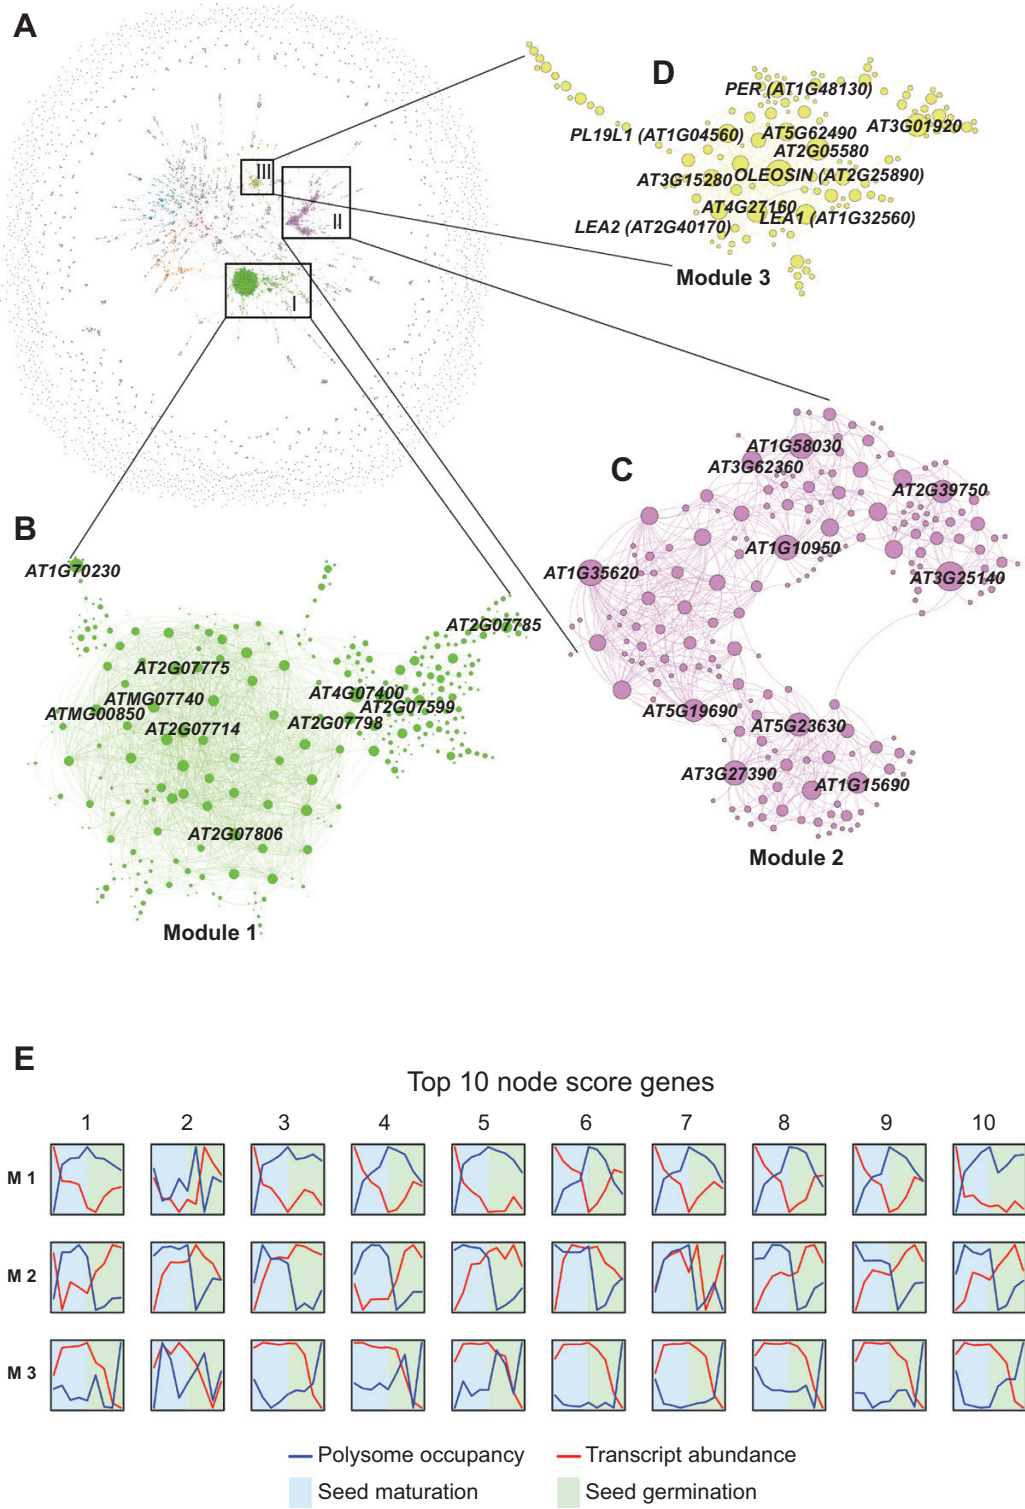 A
III
II
I
D
PER (AT1G48130)
PL19L1 (AT1G04560)
AT5G62490
AT3G01920
AT2G05580
AT3G15280
OLEOSIN (AT2G25890)
AT4G27160
LEA1 (AT1G32560)
LEA2 (AT2G40170)
Module 3
C
AT1G58030
AT3G62360
AT2G39750
AT1G10950
AT1G35620
AT3G25140
AT5G19690
AT5G23630
AT3G27390
AT1G15690
Module 2
B
AT1G70230
AT2G07785
AT2G07775
ATMG07740
AT4G07400
ATMG00850
AT2G07599
AT2G07714
AT2G07798
AT2G07806
Module 1
E
Top 10 node score genes
1 2 3 4 5 6 7 8 9 10
M 1
M 2
M 3
Polysome occupancy
Transcript abundance
Seed maturation
Seed germination